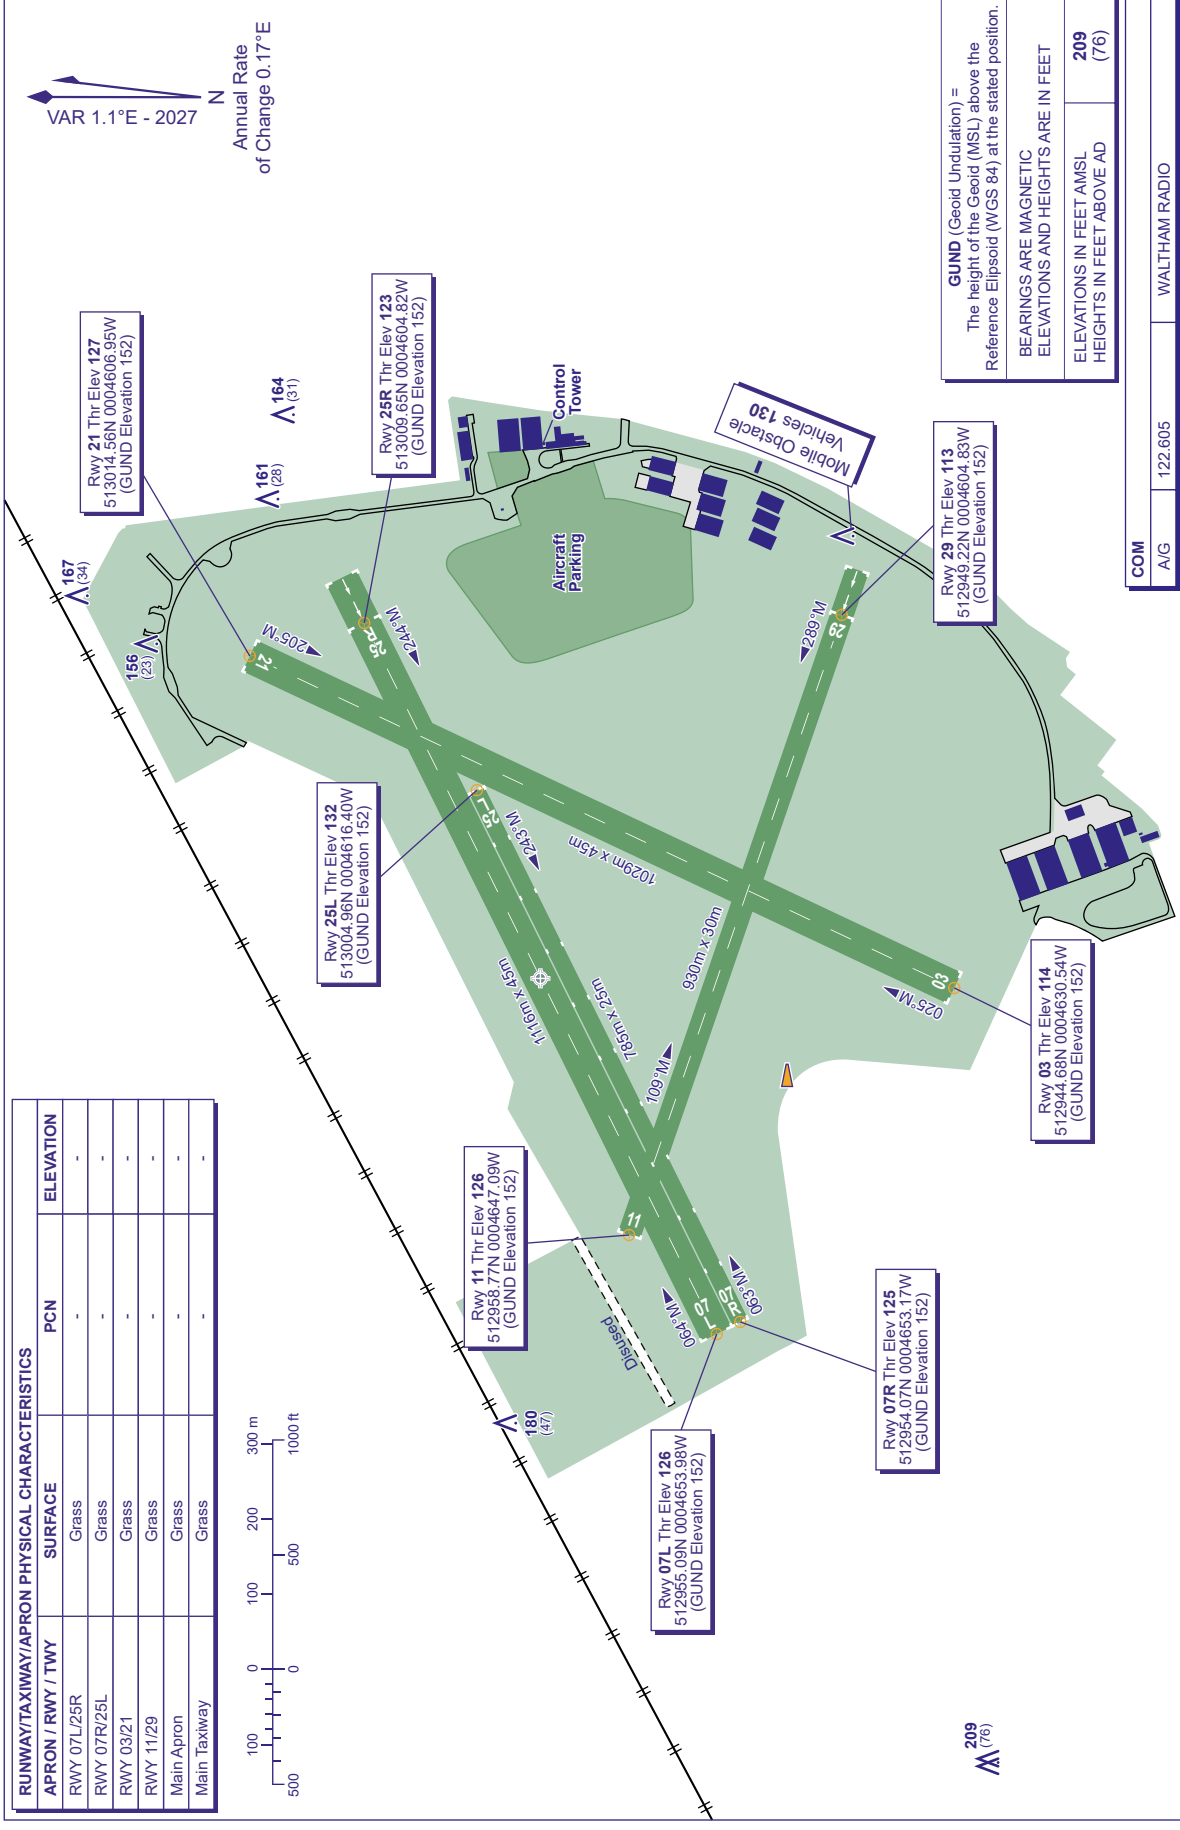 VAR 1.1°E - 2027
N
Annual Rate
of Change 0.17°E
RUNWAY/TAXIWAY/APRON PHYSICAL CHARACTERISTICS
APRON / RWY / TWY SURFACE PCN ELEVATION
RWY 07L/25R Grass - -
RWY 07R/25L Grass - -
RWY 03/21 Grass - -
RWY 11/29 Grass - -
Main Apron Grass - -
Main Taxiway Grass - -
100 0 100 200 300 m
500 0 500 1000 ft
Rwy 21 Thr Elev 127
513014.56N 0004606.95W
(GUND Elevation 152)
Rwy 25R Thr Elev 123
513009.65N 0004604.82W
(GUND Elevation 152)
Rwy 25L Thr Elev 132
513004.96N 0004616.40W
(GUND Elevation 152)
Rwy 11 Thr Elev 126
512958.77N 0004647.09W
(GUND Elevation 152)
Rwy 07L Thr Elev 126
512955.09N 0004653.98W
(GUND Elevation 152)
Rwy 07R Thr Elev 125
512954.07N 0004653.17W
(GUND Elevation 152)
Rwy 03 Thr Elev 114
512944.68N 0004630.54W
(GUND Elevation 152)
Rwy 29 Thr Elev 113
512949.22N 0004604.83W
(GUND Elevation 152)
167
(34)
156
(23)
161
(28)
164
(31)
180
(47)
209
(76)
Control
Tower
Aircraft
Parking
Mobile Obstacle
Vehicles 130
Disused
21
205°M
25
R
244°M
25
L
243°M
1116m x 45m
785m x 25m
1029m x 45m
930m x 30m
109°M
11
07
L
064°M
07
R
063°M
03
025°M
29
289°M
GUND (Geoid Undulation) =
The height of the Geoid (MSL) above the
Reference Elipsoid (WGS 84) at the stated position.
BEARINGS ARE MAGNETIC
ELEVATIONS AND HEIGHTS ARE IN FEET
ELEVATIONS IN FEET AMSL 209
HEIGHTS IN FEET ABOVE AD (76)
COM
A/G 122.605 WALTHAM RADIO